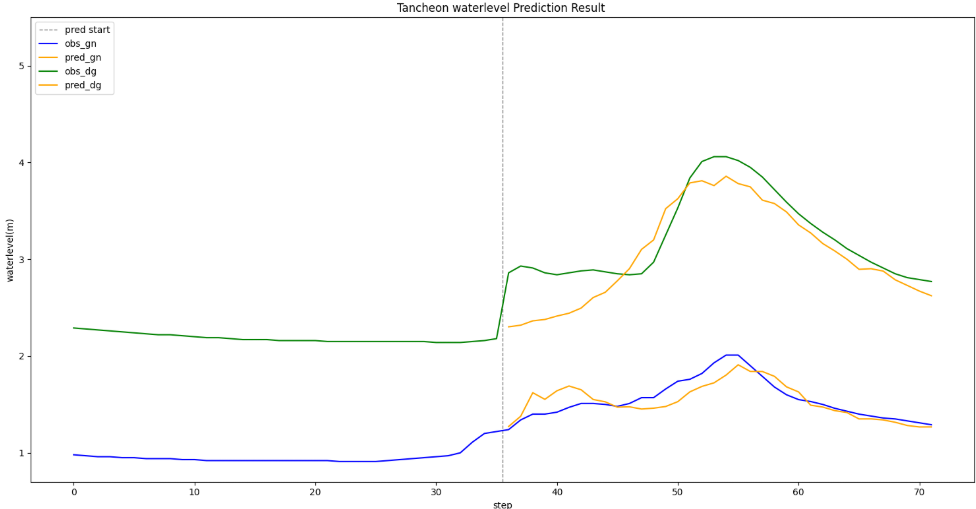 Tancheon waterlevel Prediction Result
pred start
obs_gn
pred_gn
obs_dg
pred_dg
5
4
3
2
1
waterlevel(m)
0 10 20 30 40 50 60 70
step